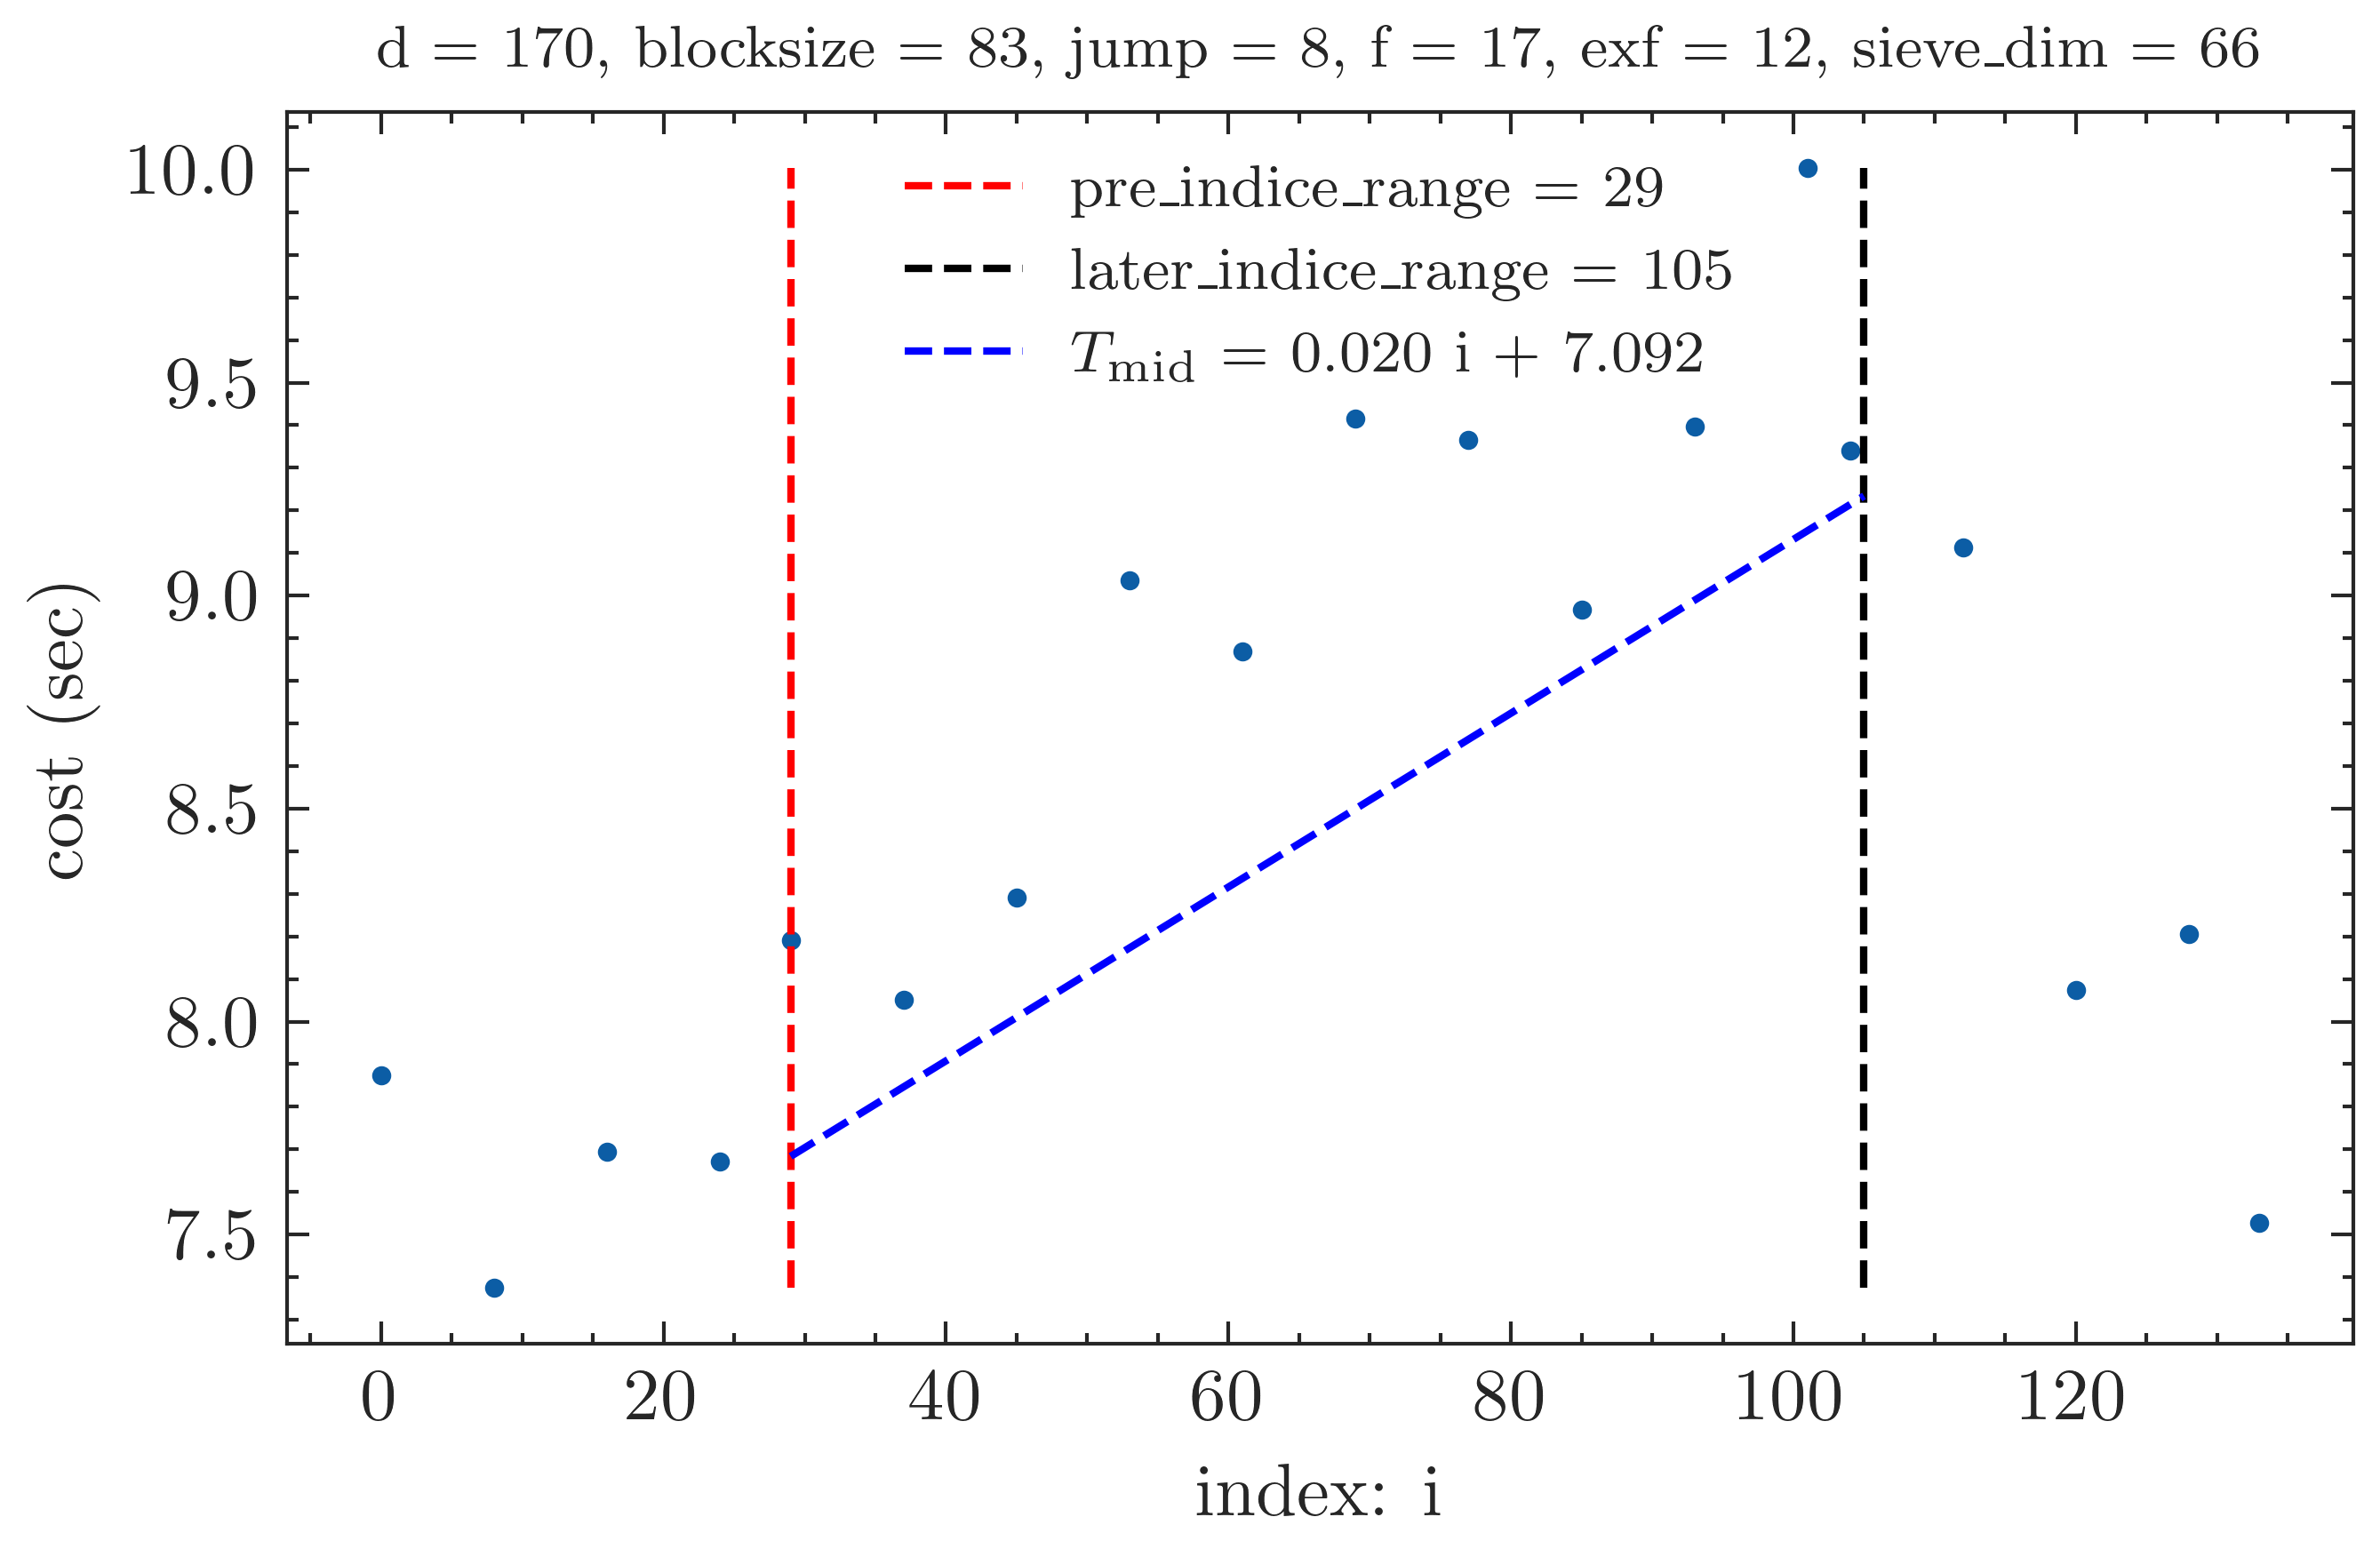 d = 170, blocksize = 83, jump = 8, f = 17, exf = 12, sieve_dim = 66
pre_indice_range = 29
later_indice_range = 105
T_mid = 0.020 i + 7.092
cost (sec)
10.0
9.5
9.0
8.5
8.0
7.5
0 20 40 60 80 100 120
index: i